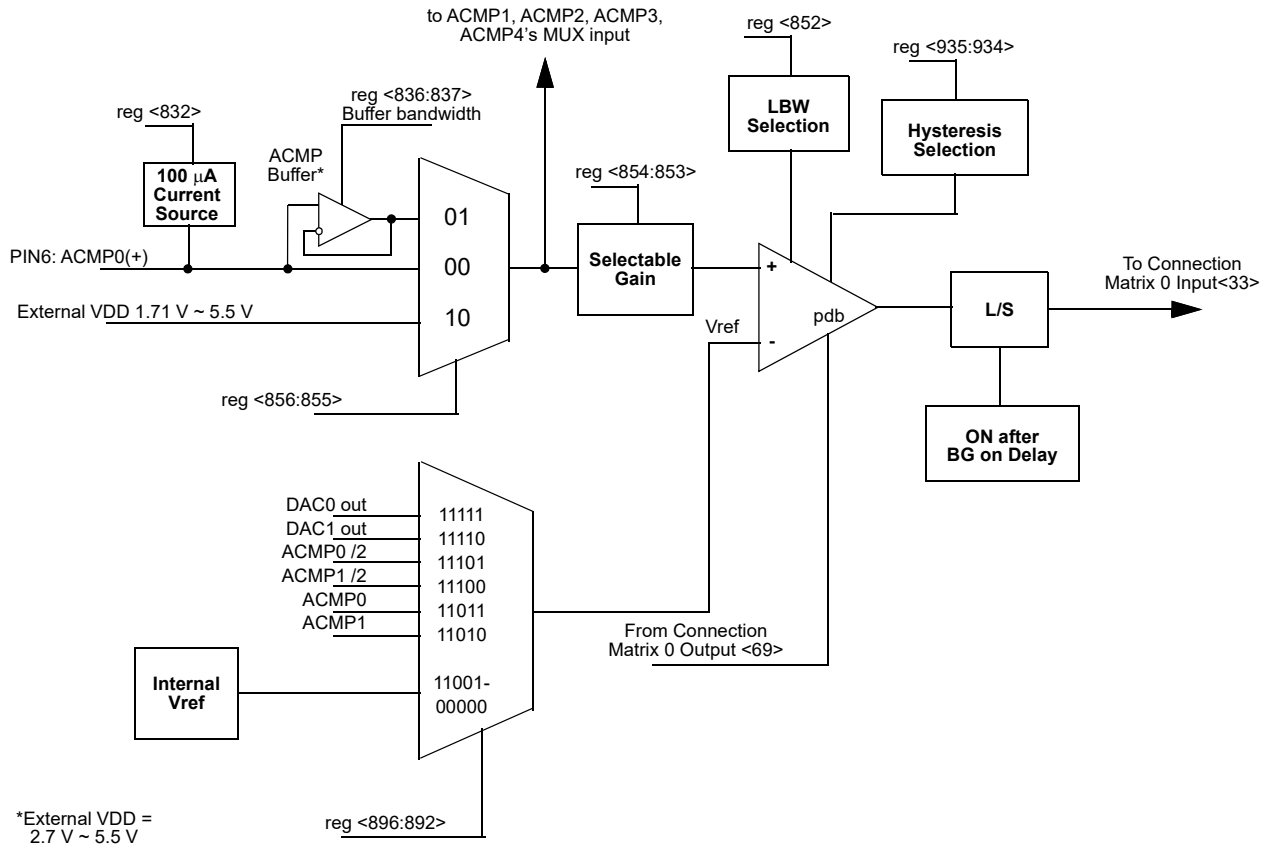 to ACMP1, ACMP2, ACMP3,
ACMP4's MUX input
reg <852>
reg <935:934>
reg <832>
reg <836:837>
Buffer bandwidth
LBW
Selection
Hysteresis
Selection
ACMP
Buffer*
100 μA
Current
Source
reg <854:853>
01
PIN6: ACMP0(+)
00
Selectable
Gain
+
To Connection
Matrix 0 Input<33>
External VDD 1.71 V ~ 5.5 V
10
Vref
-
pdb
L/S
reg <856:855>
ON after
BG on Delay
DAC0 out
11111
DAC1 out
11110
ACMP0 /2
11101
ACMP1 /2
11100
ACMP0
11011
ACMP1
11010
From Connection
Matrix 0 Output <69>
Internal
Vref
11001-
00000
*External VDD =
2.7 V ~ 5.5 V
reg <896:892>